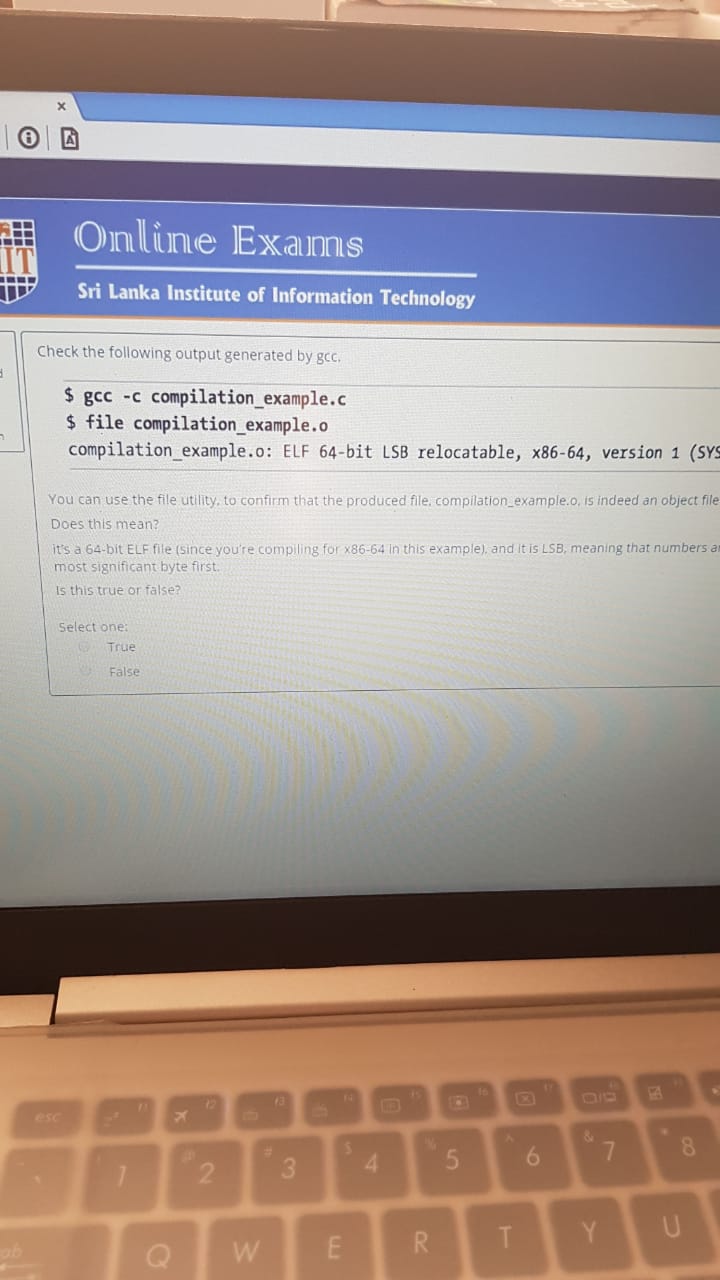 x
IIT
Online Exams
Sri Lanka Institute of Information Technology
Check the following output generated by gcc.
$ gcc -c compilation_example.c
$ file compilation_example.o
compilation_example.o: ELF 64-bit LSB relocatable, x86-64, version 1 (SYS
You can use the file utility, to confirm that the produced file, compilation_example.o, is indeed an object file
Does this mean?
it's a 64-bit ELF file (since you're compiling for x86-64 in this example), and it is LSB, meaning that numbers ar
most significant byte first.
Is this true or false?
Select one:
True
False
esc f1 f2 f3 f4 f5 f6 f7
@ # $ % ^ & *
1 2 3 4 5 6 7 8
ab Q W E R T Y U